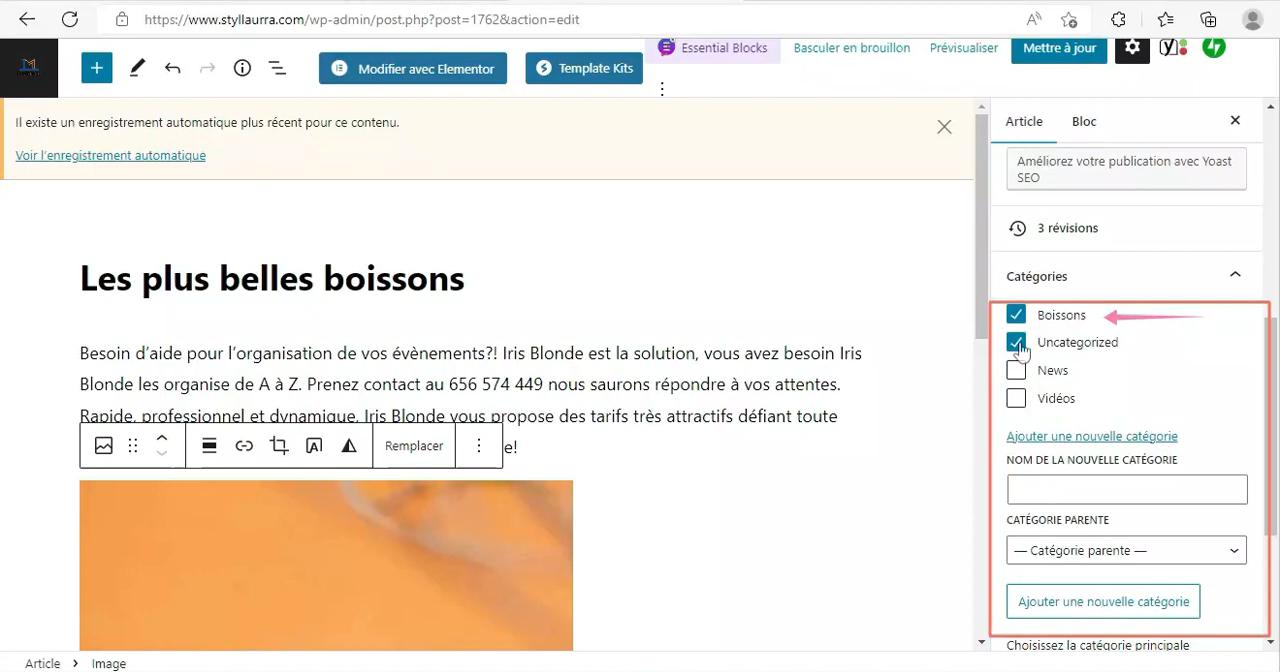 https://www.styllaurra.com/wp-admin/post.php?post=1762&action=edit
Modifier avec Elementor
Template Kits
Essential Blocks
Basculer en brouillon
Prévisualiser
Mettre à jour
Il existe un enregistrement automatique plus récent pour ce contenu.
Voir l'enregistrement automatique
Les plus belles boissons
Besoin d'aide pour l'organisation de vos évènements?! Iris Blonde est la solution, vous avez besoin Iris
Blonde les organise de A à Z. Prenez contact au 656 574 449 nous saurons répondre à vos attentes.
Rapide, professionnel et dynamique, Iris Blonde vous propose des tarifs très attractifs défiant toute
e!
Remplacer
Article
Bloc
Améliorez votre publication avec Yoast
SEO
3 révisions
Catégories
Boissons
Uncategorized
News
Vidéos
Ajouter une nouvelle catégorie
NOM DE LA NOUVELLE CATÉGORIE
CATÉGORIE PARENTE
— Catégorie parente —
Ajouter une nouvelle catégorie
Choisissez la catégorie principale
Article > Image